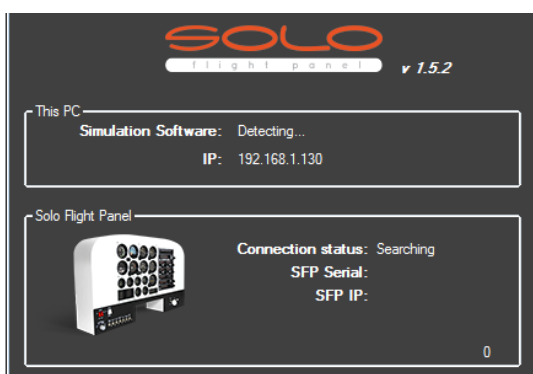 SOLO
flight panel
v 1.5.2
This PC
Simulation Software: Detecting...
IP: 192.168.1.130
Solo Flight Panel
Connection status: Searching
SFP Serial:
SFP IP:
0